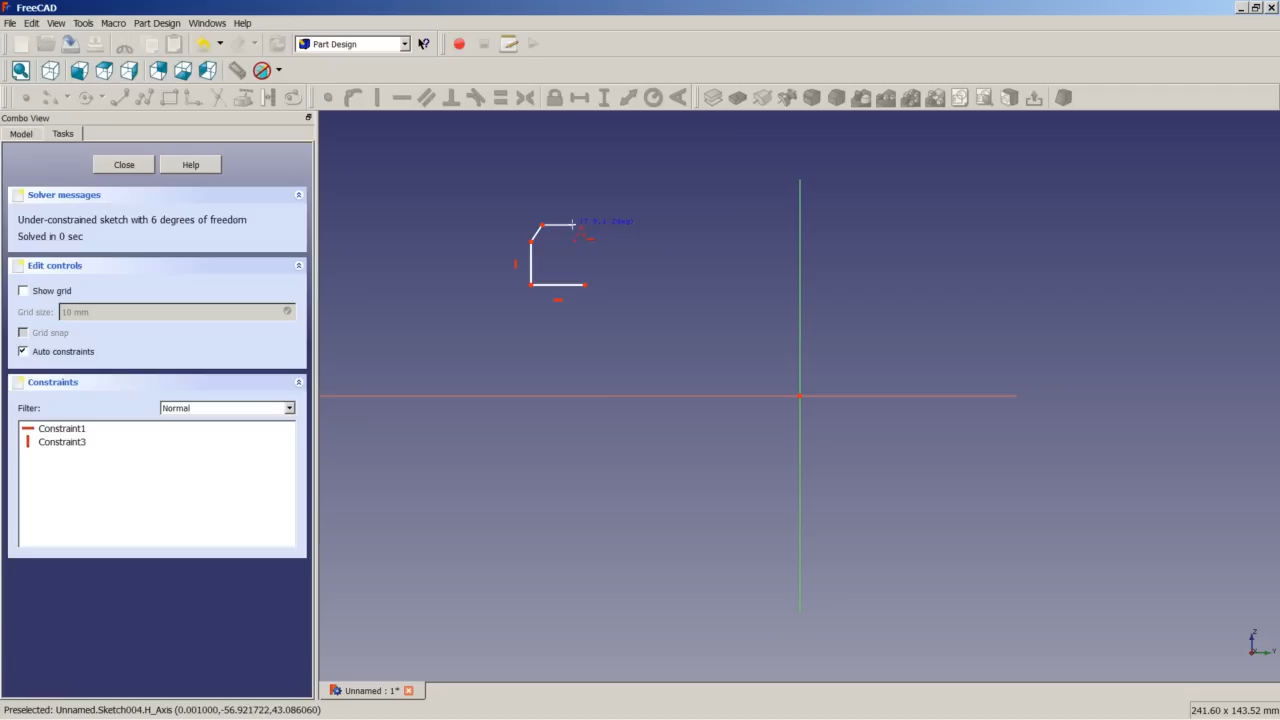 FreeCAD
File Edit View Tools Macro Part Design Windows Help
Part Design
Combo View
Model Tasks
Close Help
Solver messages
Under-constrained sketch with 6 degrees of freedom
Solved in 0 sec
Edit controls
Show grid
Grid size: 10 mm
Grid snap
Auto constraints
Constraints
Filter: Normal
Constraint1
Constraint3
Z
Y
Unnamed : 1*
Preselected: Unnamed.Sketch004.H_Axis (0.001000,-56.921722,43.086060)
241.60 x 143.52 mm